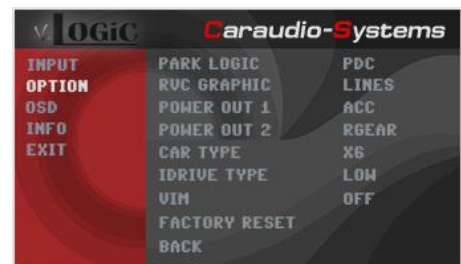 v.LOGiC Caraudio-Systems
INPUT
OPTION
OSD
INFO
EXIT
PARK LOGIC PDC
RVC GRAPHIC LINES
POWER OUT 1 ACC
POWER OUT 2 RGEAR
CAR TYPE X6
IDRIVE TYPE LOW
VIM OFF
FACTORY RESET
BACK